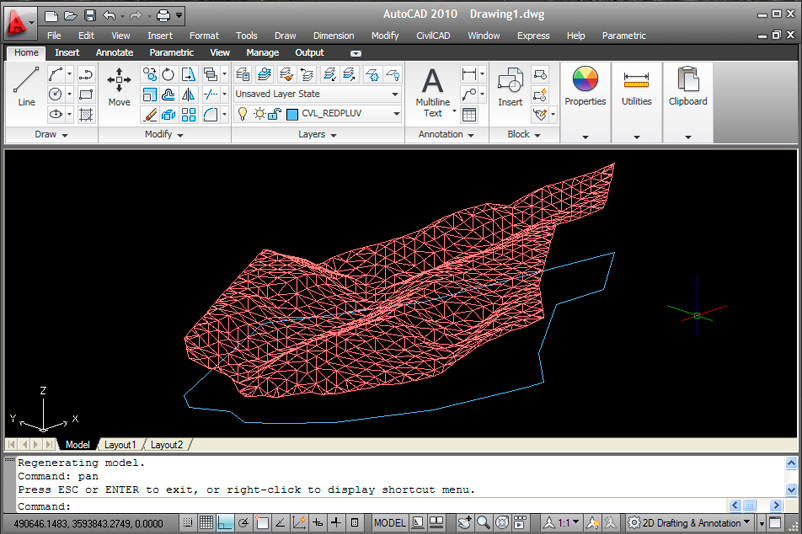 AutoCAD 2010 Drawing1.dwg
File Edit View Insert Format Tools Draw Dimension Modify CivilCAD Window Express Help Parametric
Home Insert Annotate Parametric View Manage Output
Line Move Unsaved Layer State A Multiline Text Insert Properties Utilities Clipboard
CVL_REDPLUV
Draw Modify Layers Annotation Block
Z
Y X
Model Layout1 Layout2
Regenerating model.
Command: pan
Press ESC or ENTER to exit, or right-click to display shortcut menu.
Command:
490646.1483, 3593843.2749, 0.0000 MODEL 1:1 2D Drafting & Annotation